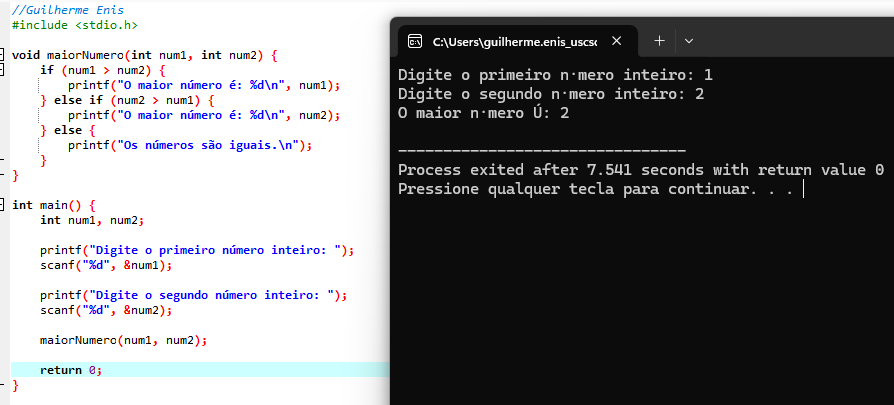 //Guilherme Enis
#include <stdio.h>
void maiorNumero(int num1, int num2) {
if (num1 > num2) {
printf("O maior número é: %d\n", num1);
} else if (num2 > num1) {
printf("O maior número é: %d\n", num2);
} else {
printf("Os números são iguais.\n");
}
}
int main() {
int num1, num2;
printf("Digite o primeiro número inteiro: ");
scanf("%d", &num1);
printf("Digite o segundo número inteiro: ");
scanf("%d", &num2);
maiorNumero(num1, num2);
return 0;
}
C:\Users\guilherme.enis_uscsc
Digite o primeiro n·mero inteiro: 1
Digite o segundo n·mero inteiro: 2
O maior n·mero Ú: 2
--------------------------------
Process exited after 7.541 seconds with return value 0
Pressione qualquer tecla para continuar. . .